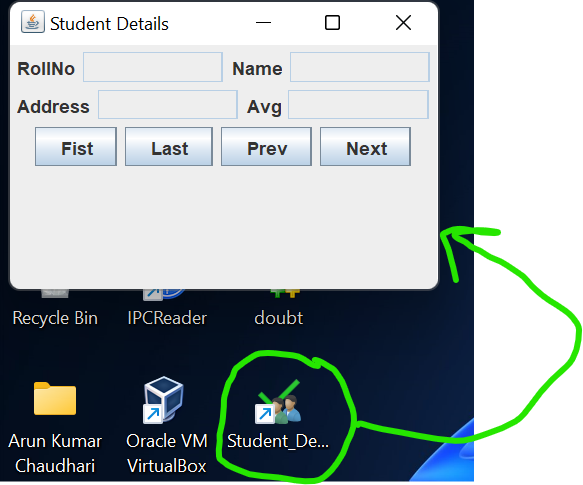 Student Details
RollNo Name
Address Avg
Fist Last Prev Next
Recycle Bin IPCReader doubt
Arun Kumar Oracle VM Student_De...
Chaudhari VirtualBox